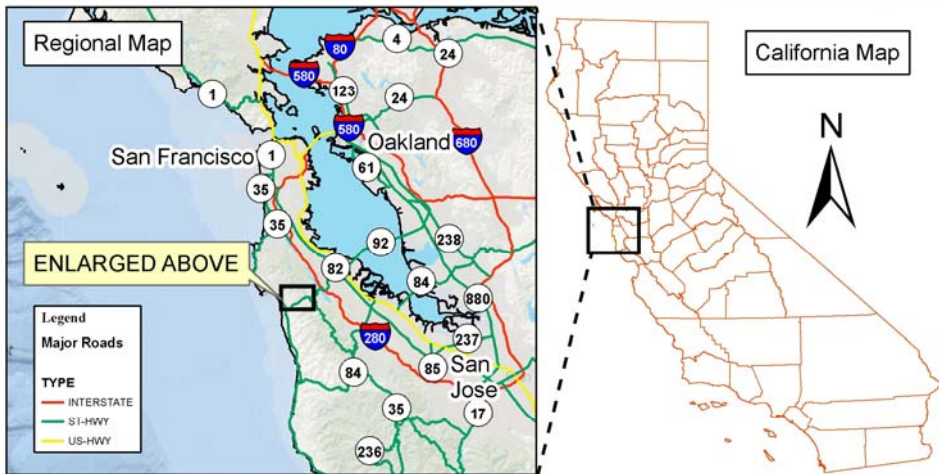 Regional Map
California Map
N
80
4
24
580
123
24
1
580
680
San Francisco
1
Oakland
61
35
35
92
238
ENLARGED ABOVE
82
84
880
280
237
Legend
Major Roads
TYPE
INTERSTATE
ST-HWY
US-HWY
84
85
San
Jose
35
17
236